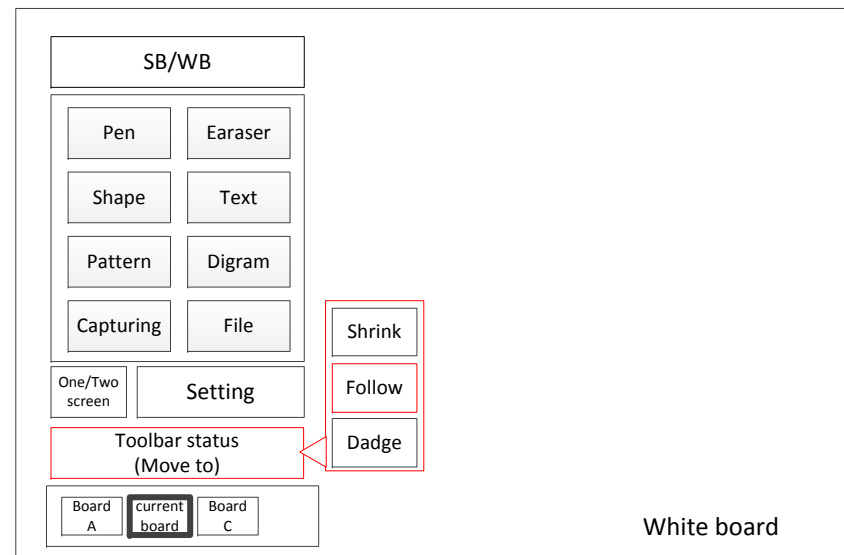 SB/WB
Pen
Earaser
Shape
Text
Pattern
Digram
Capturing
File
One/Two
screen
Setting
Toolbar status
(Move to)
Shrink
Follow
Dadge
Board
A
current
board
Board
C
White board